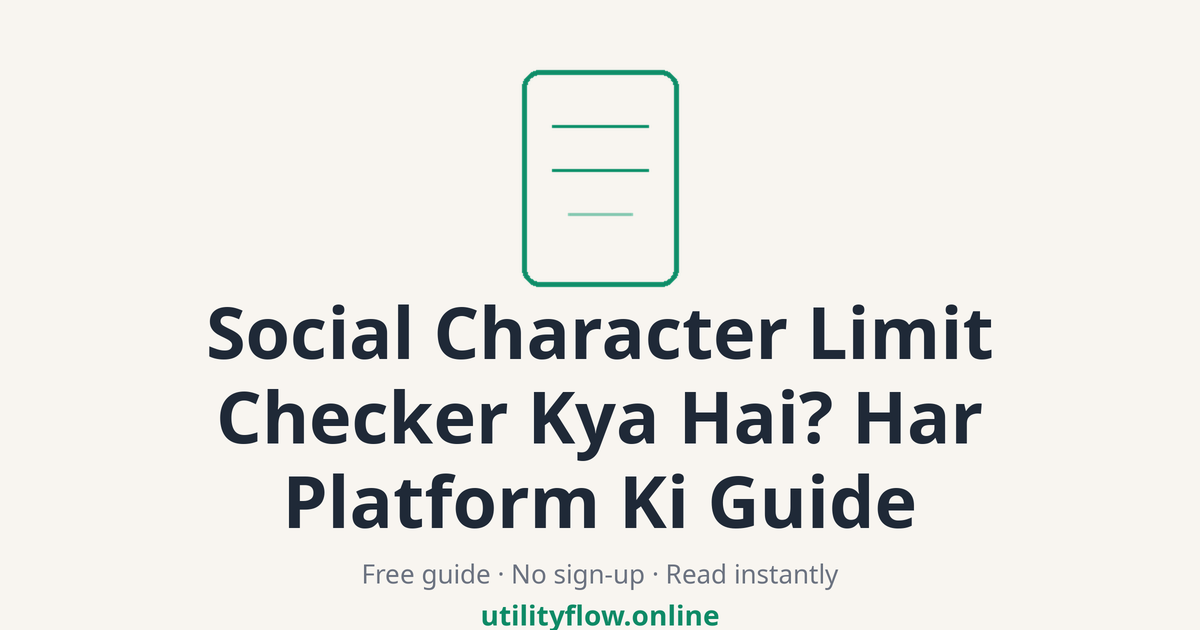 Social Character Limit
Checker Kya Hai? Har
Platform Ki Guide
Free guide · No sign-up · Read instantly
utilityflow.online